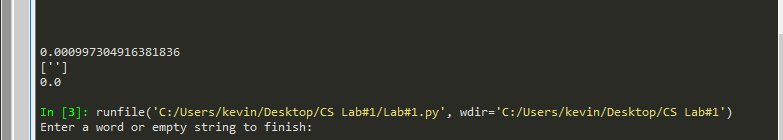 0.000997304916381836
['']
0.0
In [3]: runfile('C:/Users/kevin/Desktop/CS Lab#1/Lab#1.py', wdir='C:/Users/kevin/Desktop/CS Lab#1')
Enter a word or empty string to finish: